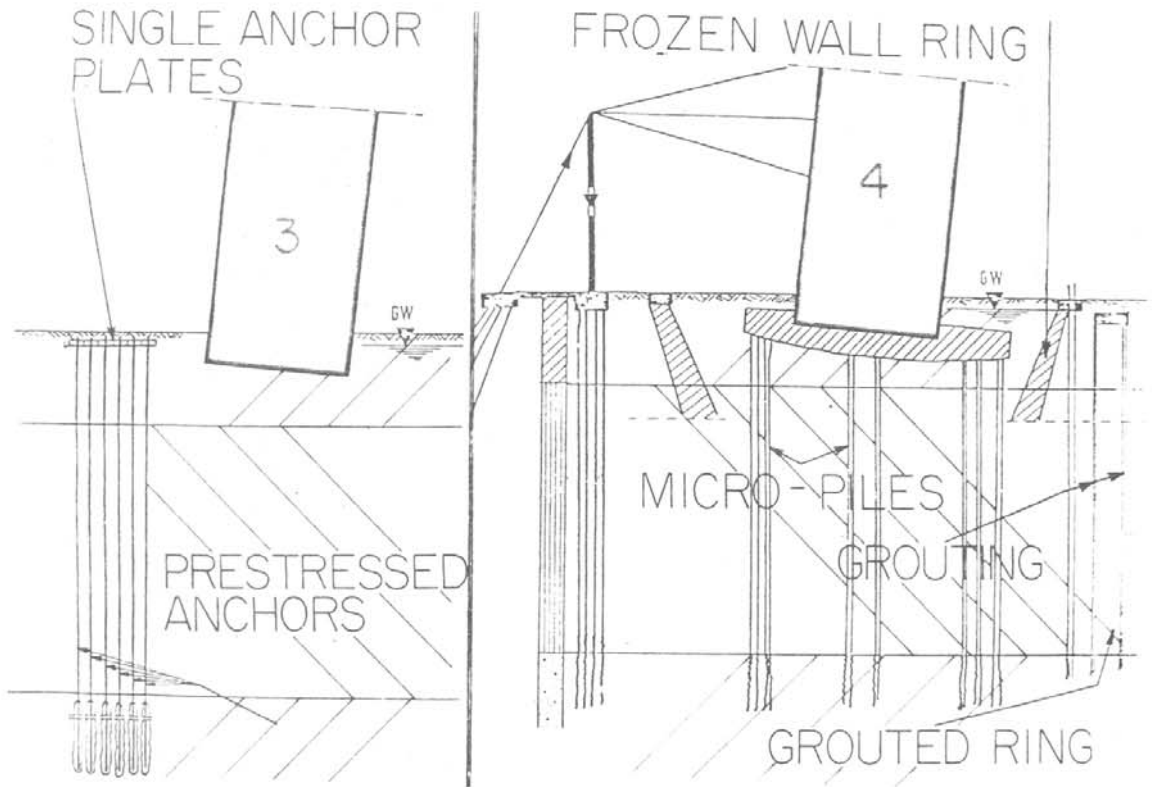 SINGLE ANCHOR
PLATES
3
GW
PRESTRESSED
ANCHORS
FROZEN WALL RING
4
GW
MICRO-PILES
GROUTING
GROUTED RING